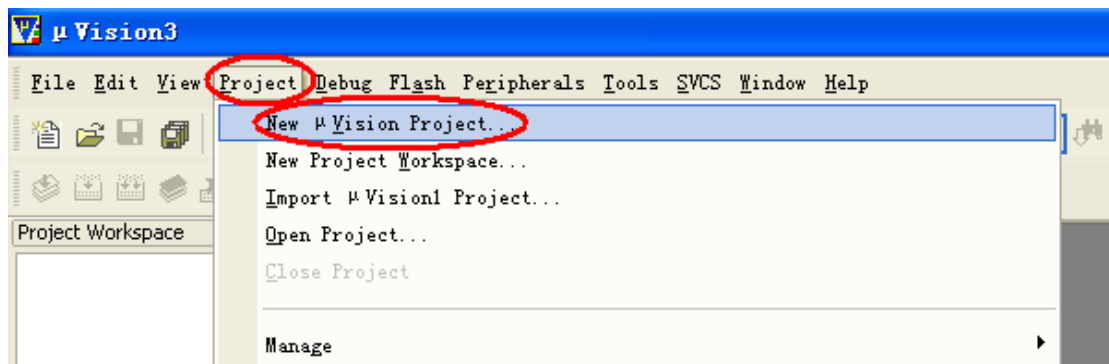 μVision3
File Edit View Project Debug Flash Peripherals Tools SVCS Window Help
New μVision Project...
New Project Workspace...
Import μVision1 Project...
Project Workspace
Open Project...
Close Project
Manage